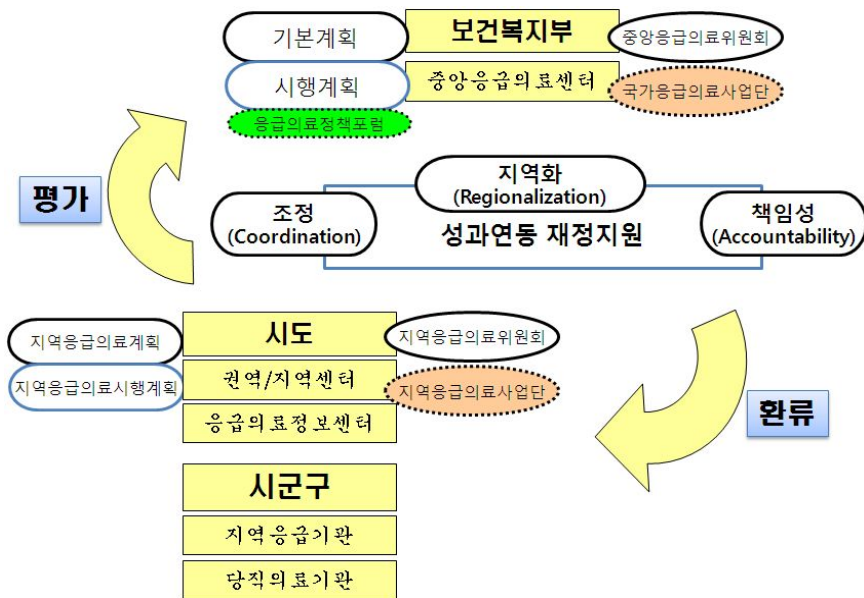 기본계획
보건복지부
중앙응급의료위원회
시행계획
중앙응급의료센터
국가응급의료사업단
응급의료정책포럼
평가
지역화
(Regionalization)
조정
(Coordination)
성과연동 재정지원
책임성
(Accountability)
지역응급의료계획
시도
지역응급의료위원회
지역응급의료시행계획
권역/지역센터
지역응급의료사업단
응급의료정보센터
환류
시군구
지역응급기관
당직의료기관